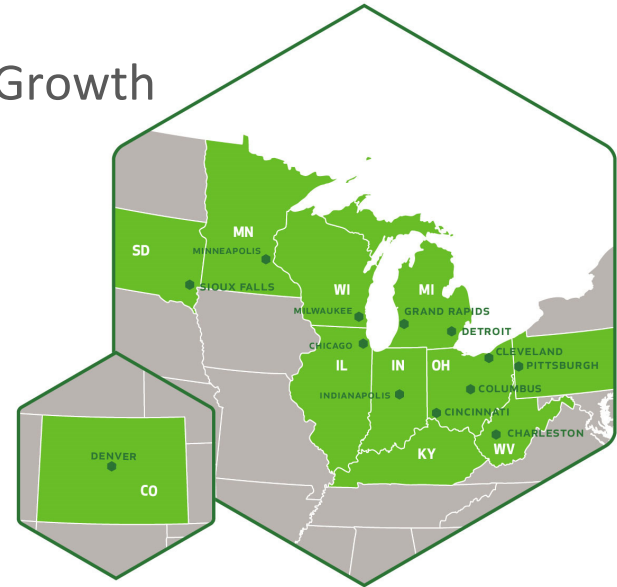 Growth
MN
SD
MINNEAPOLIS
SIOUX FALLS
WI
MI
MILWAUKEE
GRAND RAPIDS
DETROIT
CHICAGO
CLEVELAND
IL
IN
OH
PITTSBURGH
INDIANAPOLIS
COLUMBUS
CINCINNATI
CHARLESTON
WV
KY
DENVER
CO